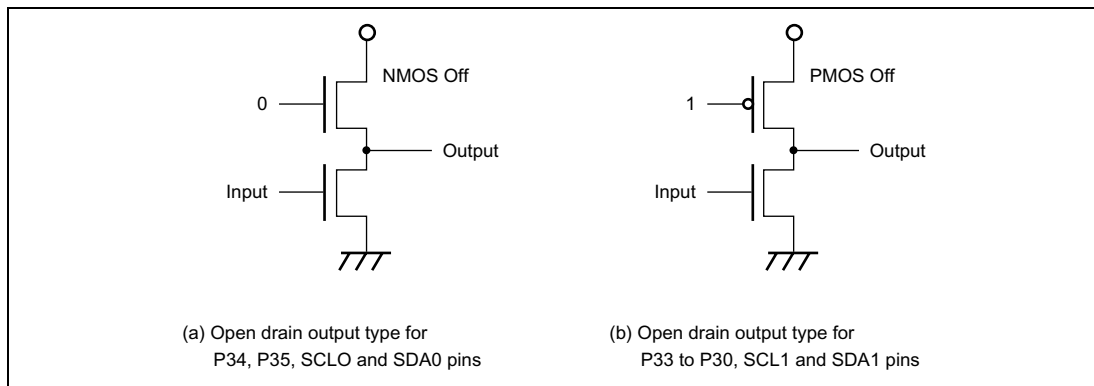 NMOS Off
0
Output
Input
(a) Open drain output type for
P34, P35, SCLO and SDA0 pins
PMOS Off
1
Output
Input
(b) Open drain output type for
P33 to P30, SCL1 and SDA1 pins